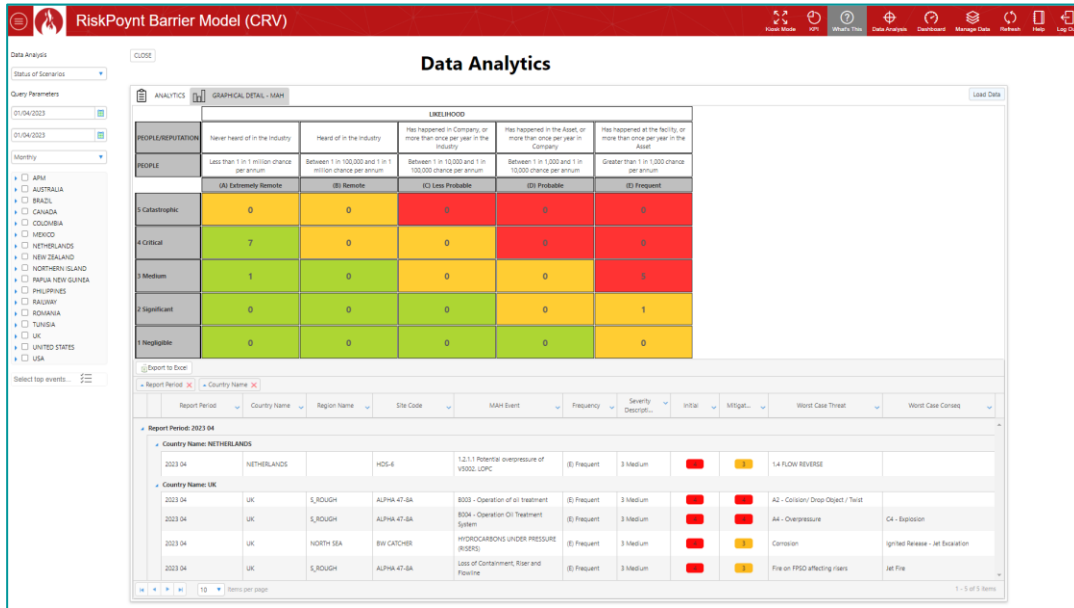 RiskPoynt Barrier Model (CRV)
Kiosk Mode KPI What's This Data Analysis Dashboard Manage Data Refresh Help Log Out
Data Analysis
CLOSE
Data Analytics
Status of Scenarios
Query Parameters
ANALYTICS GRAPHICAL DETAIL - MAH Load Data
01/04/2023
01/04/2023
Monthly
APM
AUSTRALIA
BRAZIL
CANADA
COLOMBIA
MEXICO
NETHERLANDS
NEW ZEALAND
NORTHERN ISLAND
PAPUA NEW GUINEA
PHILIPPINES
RAILWAY
ROMANIA
TUNISIA
UK
UNITED STATES
USA
Select top events...
LIKELIHOOD
PEOPLE/REPUTATION Never heard of in the Industry Heard of in the Industry Has happened in Company, or more than once per year in the Industry Has happened in the Asset, or more than once per year in Company Has happened at the facility, or more than once per year in the Asset
PEOPLE Less than 1 in 1 million chance per annum Between 1 in 100,000 and 1 in 1 million chance per annum Between 1 in 10,000 and 1 in 100,000 chance per annum Between 1 in 1,000 and 1 in 10,000 chance per annum Greater than 1 in 1,000 chance per annum
(A) Extremely Remote (B) Remote (C) Less Probable (D) Probable (E) Frequent
5 Catastrophic 0 0 0 0 0
4 Critical 7 0 0 0 0
3 Medium 1 0 0 0 5
2 Significant 0 0 0 0 1
1 Negligible 0 0 0 0 0
Export to Excel
Report Period Country Name
Report Period Country Name Region Name Site Code MAH Event Frequency Severity Descripti... Initial Mitigat... Worst Case Threat Worst Case Conseq
Report Period: 2023 04
Country Name: NETHERLANDS
2023 04 NETHERLANDS HDS-6 1.2.1.1 Potential overpressure of V5002. LOPC (E) Frequent 3 Medium 3 1.4 FLOW REVERSE
Country Name: UK
2023 04 UK S_ROUGH ALPHA 47-8A B003 - Operation of oil treatment (E) Frequent 3 Medium A2 - Colision/ Drop Object / Twist
2023 04 UK S_ROUGH ALPHA 47-8A B004 - Operation Oil Treatment System (E) Frequent 3 Medium A4 - Overpressure C4 - Explosion
2023 04 UK NORTH SEA BW CATCHER HYDROCARBONS UNDER PRESSURE (RISERS) (E) Frequent 3 Medium 3 Corrosion Ignited Release - Jet Escalation
2023 04 UK S_ROUGH ALPHA 47-8A Loss of Containment, Riser and Flowline (E) Frequent 3 Medium 3 Fire on FPSO affecting risers Jet Fire
10 items per page 1 - 5 of 5 items